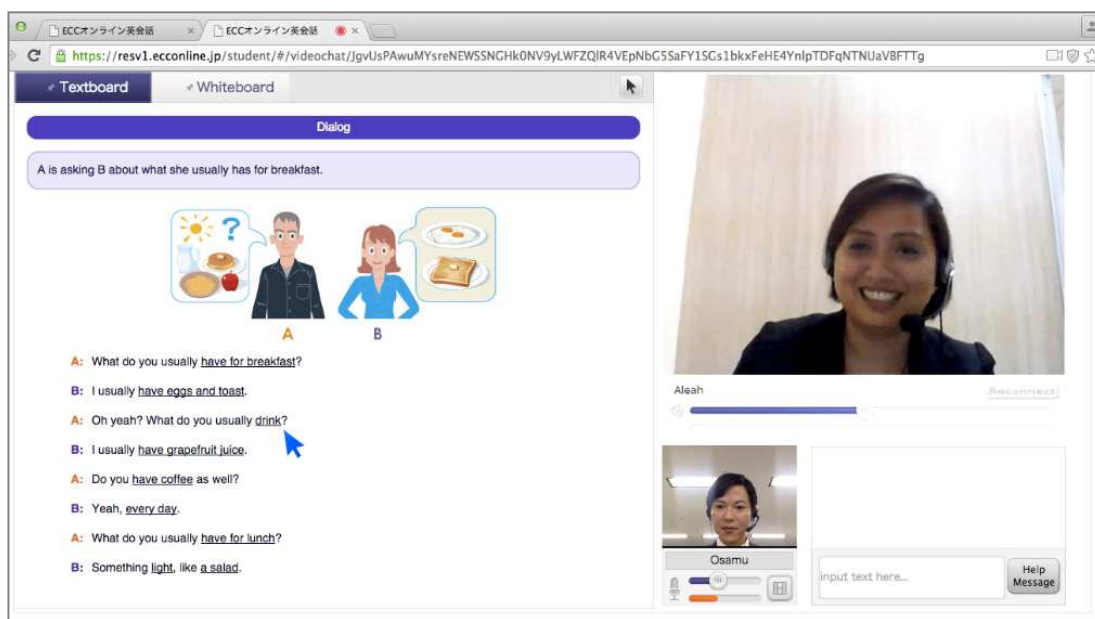 ECCオンライン英会話
ECCオンライン英会話
https://resv1.ecconline.jp/student/#/videochat/JgvUsPAwuMYsreNEWSSNGHk0NV9yLWFZQlR4VEpNbG5SaFY1SGs1bkxFeHE4YnlpTDFqNTNUaVBFTTg
Textboard
Whiteboard
Dialog
A is asking B about what she usually has for breakfast.
?
A
B
A: What do you usually have for breakfast?
B: I usually have eggs and toast.
A: Oh yeah? What do you usually drink?
B: I usually have grapefruit juice.
A: Do you have coffee as well?
B: Yeah, every day.
A: What do you usually have for lunch?
B: Something light, like a salad.
Aleah
Reconnect
Osamu
input text here...
Help
Message